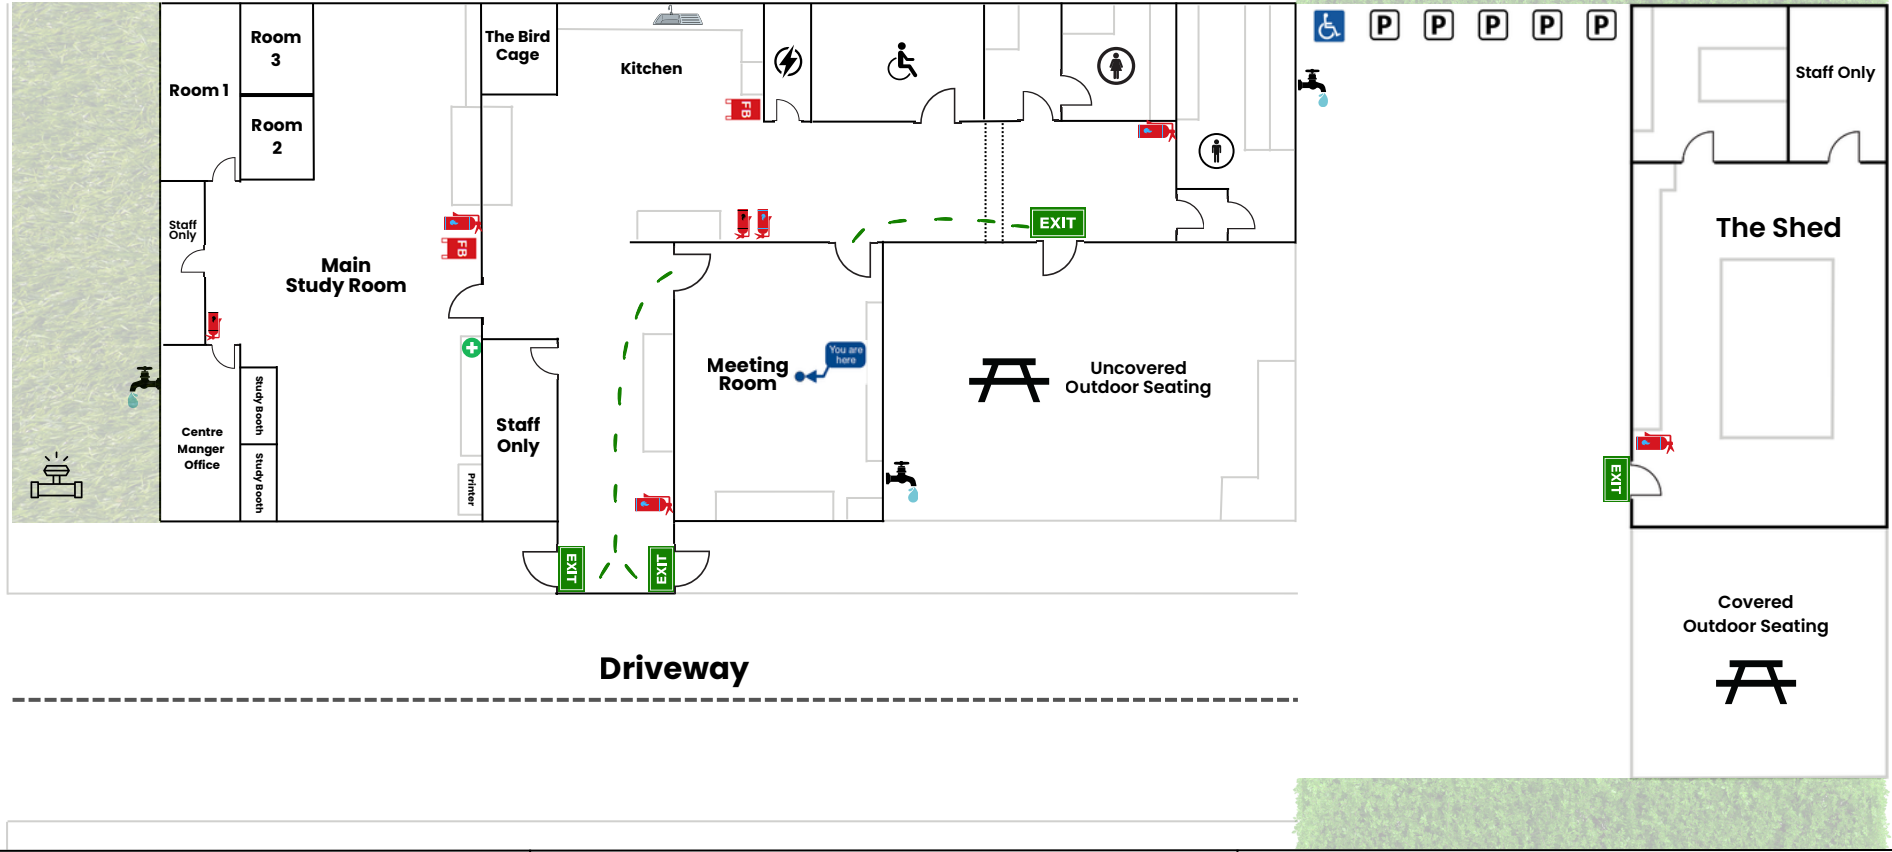 Room
3
Room 1
Room
2
The Bird
Cage
Kitchen
FB
P
P
P
P
P
Staff Only
Staff
Only
FB
Main
Study Room
EXIT
The Shed
You are
here
Meeting
Room
Uncovered
Outdoor Seating
Study Booth
Centre
Manger
Office
Study Booth
Printer
Staff
Only
EXIT
EXIT
EXIT
Covered
Outdoor Seating
Driveway